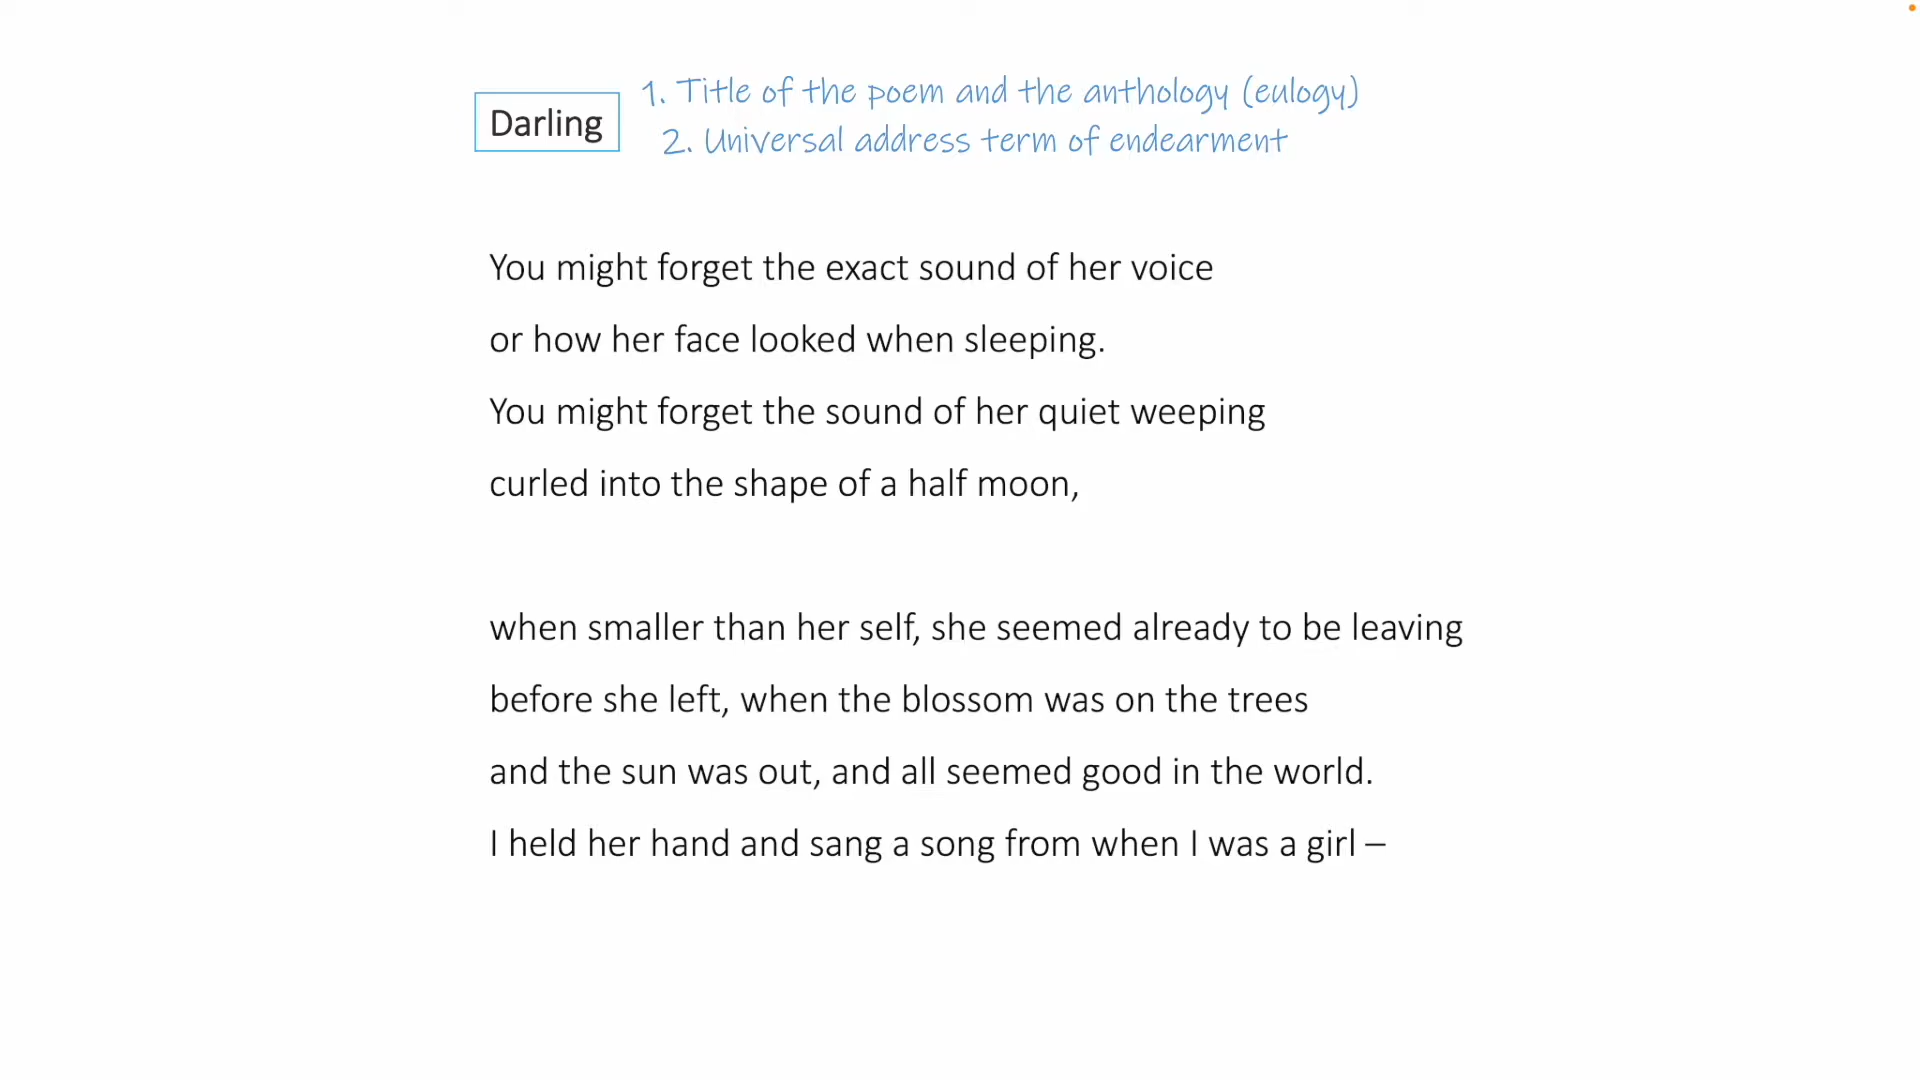 Darling
1. Title of the poem and the anthology (eulogy)
2. Universal address term of endearment
You might forget the exact sound of her voice
or how her face looked when sleeping.
You might forget the sound of her quiet weeping
curled into the shape of a half moon,
when smaller than her self, she seemed already to be leaving
before she left, when the blossom was on the trees
and the sun was out, and all seemed good in the world.
I held her hand and sang a song from when I was a girl –